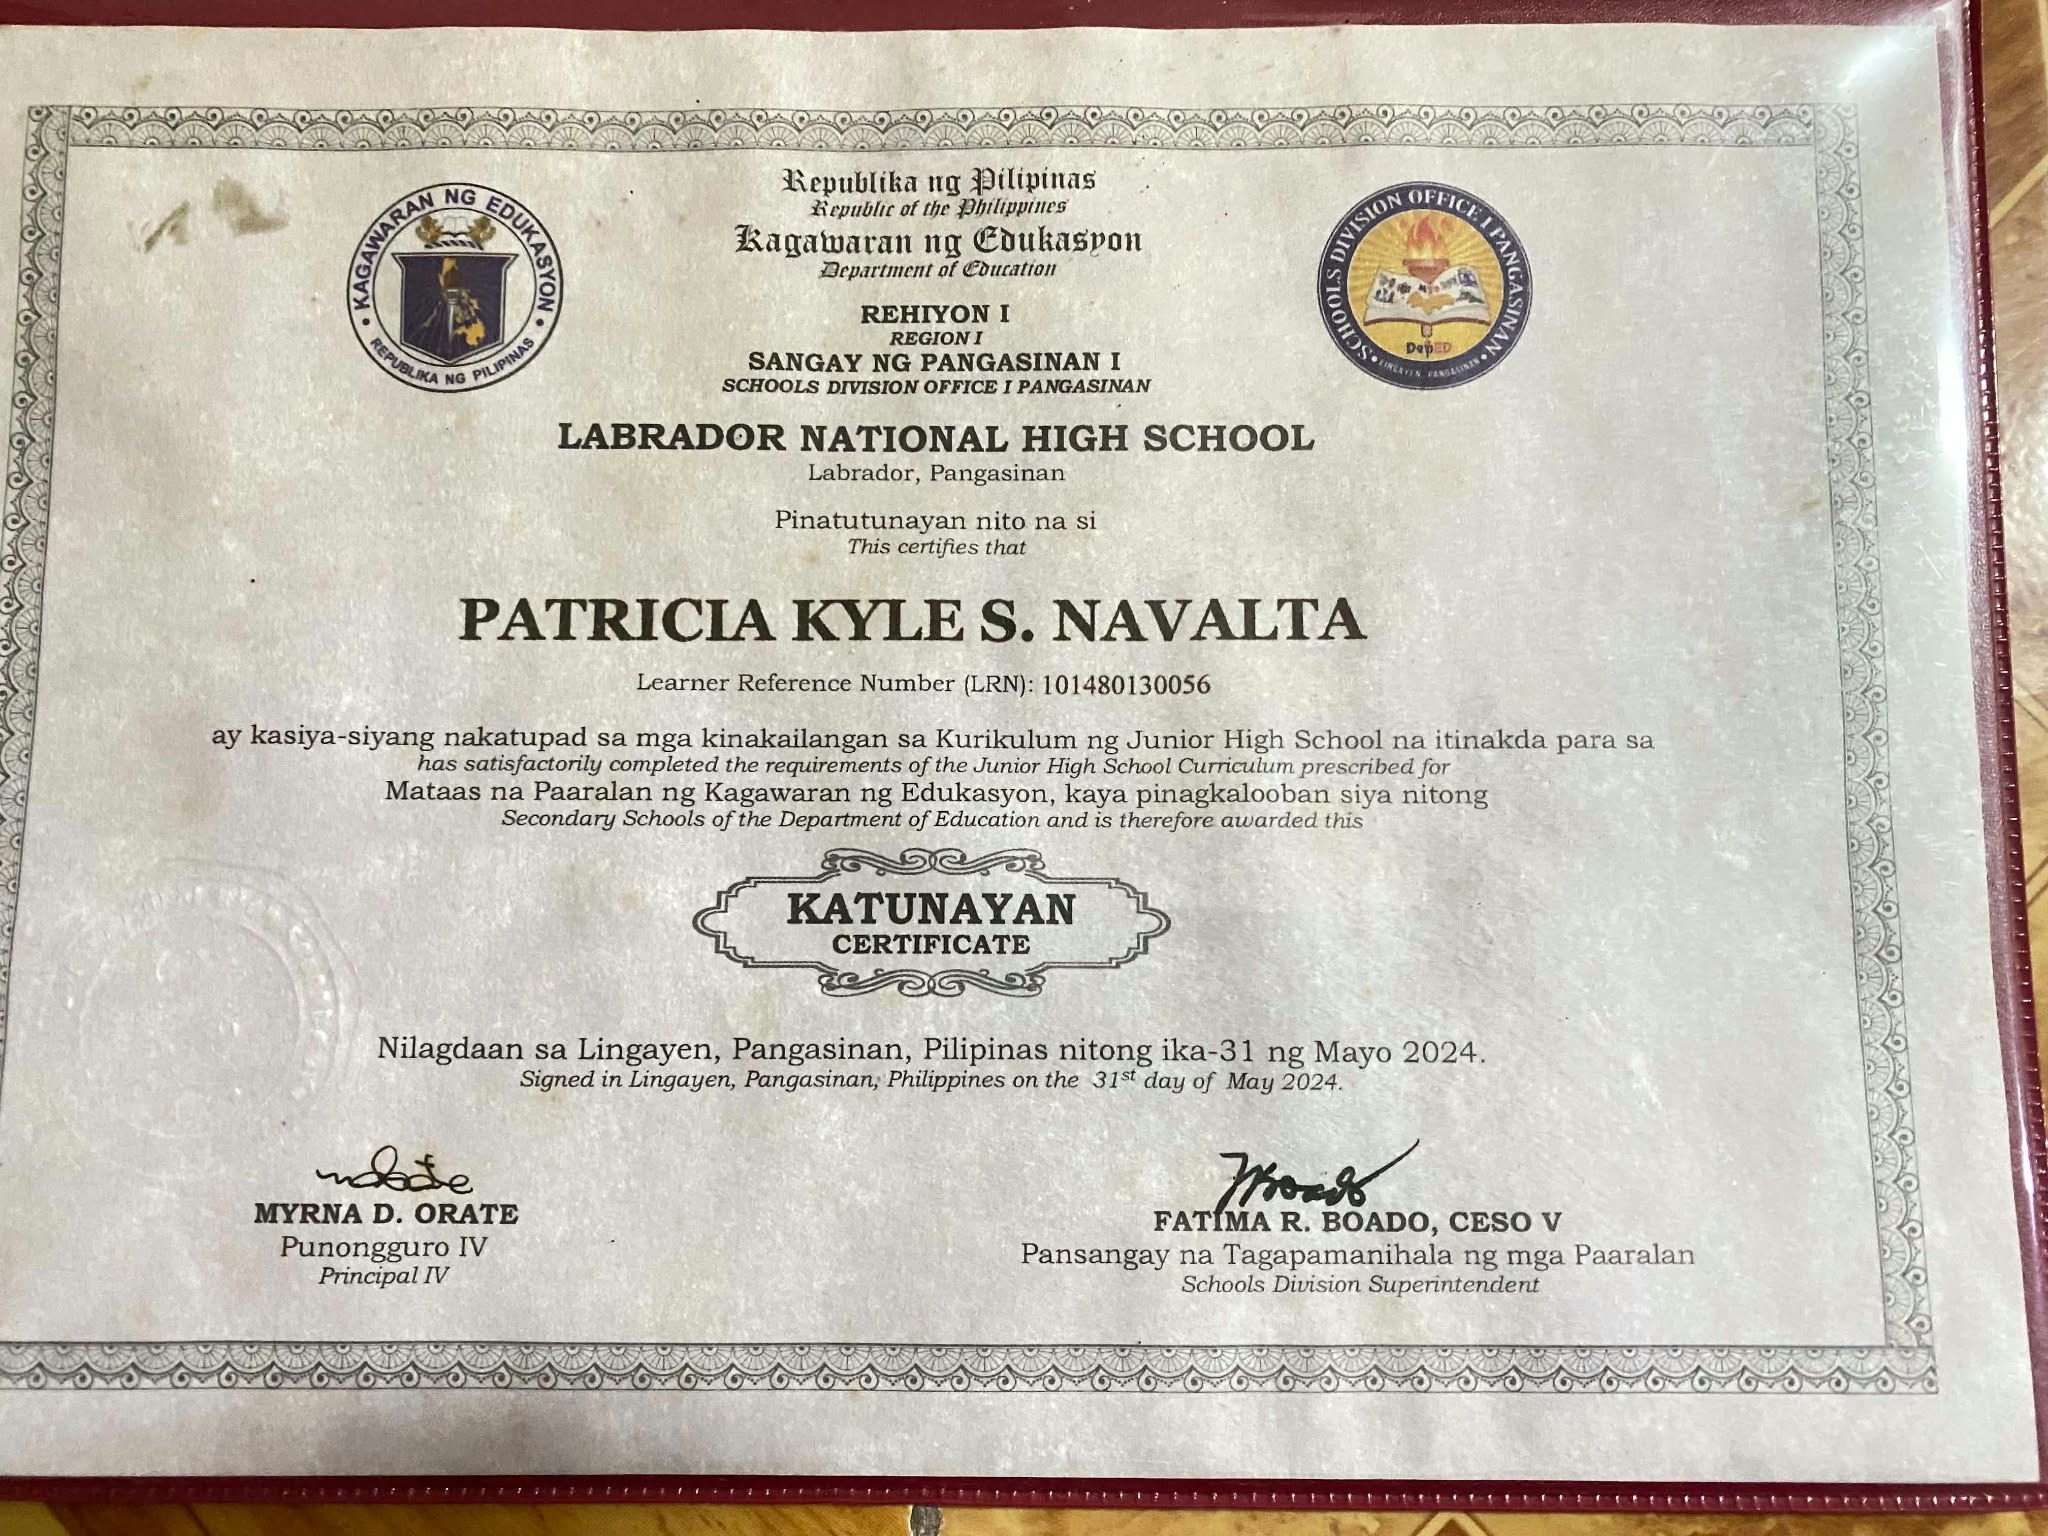 Republika ng Pilipinas
Republic of the Philippines
Kagawaran ng Edukasyon
Department of Education
KAGAWARAN NG EDUKASYON
REPUBLIKA NG PILIPINAS
SCHOOLS DIVISION OFFICE I PANGASINAN
DepED
LINGAYEN, PANGASINAN
REHIYON I
REGION I
SANGAY NG PANGASINAN I
SCHOOLS DIVISION OFFICE I PANGASINAN
LABRADOR NATIONAL HIGH SCHOOL
Labrador, Pangasinan
Pinatutunayan nito na si
This certifies that
PATRICIA KYLE S. NAVALTA
Learner Reference Number (LRN): 101480130056
ay kasiya-siyang nakatupad sa mga kinakailangan sa Kurikulum ng Junior High School na itinakda para sa
has satisfactorily completed the requirements of the Junior High School Curriculum prescribed for
Mataas na Paaralan ng Kagawaran ng Edukasyon, kaya pinagkalooban siya nitong
Secondary Schools of the Department of Education and is therefore awarded this
KATUNAYAN
CERTIFICATE
Nilagdaan sa Lingayen, Pangasinan, Pilipinas nitong ika-31 ng Mayo 2024.
Signed in Lingayen, Pangasinan, Philippines on the 31st day of May 2024.
MYRNA D. ORATE
Punongguro IV
Principal IV
FATIMA R. BOADO, CESO V
Pansangay na Tagapamanihala ng mga Paaralan
Schools Division Superintendent